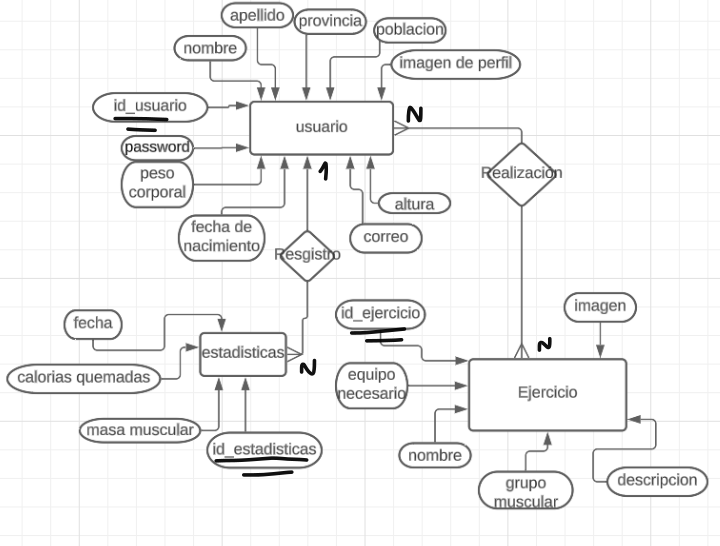 apellido
provincia
poblacion
nombre
imagen de perfil
id_usuario
usuario
N
password
Realizacion
peso
corporal
1
altura
fecha de
nacimiento
correo
Resgistro
fecha
id_ejercicio
imagen
estadisticas
N
N
calorias quemadas
equipo
necesario
Ejercicio
masa muscular
id_estadisticas
nombre
grupo
muscular
descripcion